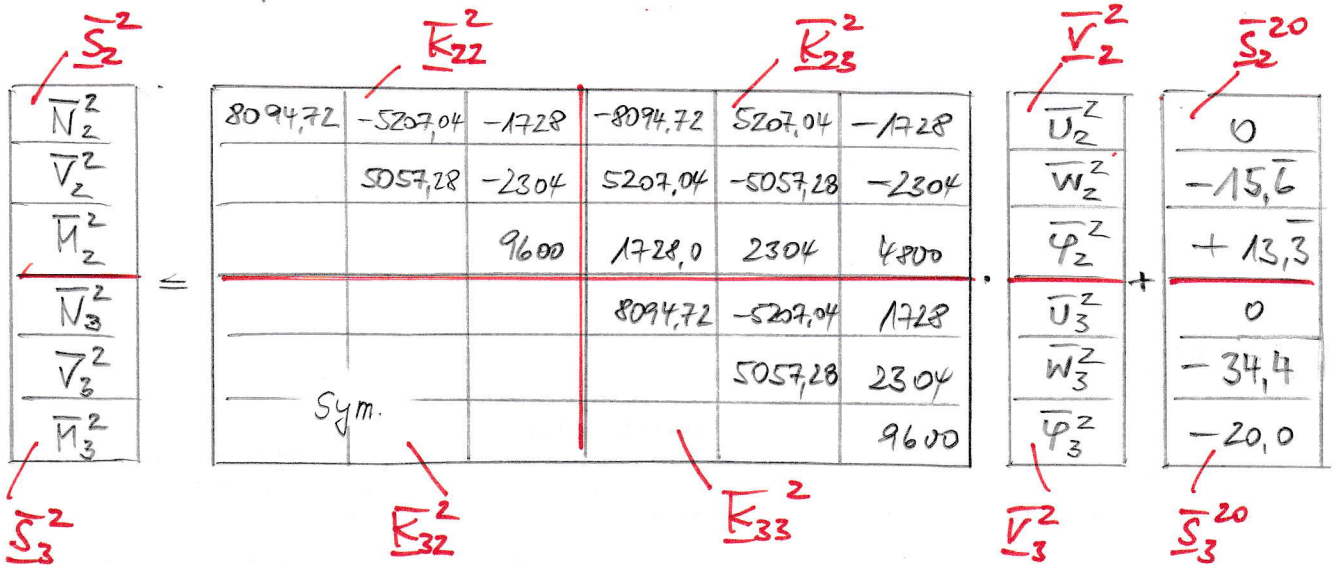 S̅₂² K̅₂₂² K̅₂₃² V̅₂² S̅₂²⁰
N̅₂² 8094,72 -5207,04 -1728 -8094,72 5207,04 -1728 U̅₂² 0
V̅₂² 5057,28 -2304 5207,04 -5057,28 -2304 W̅₂² -15,6̅
M̅₂² 9600 1728,0 2304 4800 φ̅₂² + 13,3̅
= · +
N̅₃² 8094,72 -5207,04 1728 U̅₃² 0
V̅₃² 5057,28 2304 W̅₃² -34,4
M̅₃² Sym. 9600 φ̅₃² -20,0
S̅₃² K̅₃₂² K̅₃₃² V̅₃² S̅₃²⁰